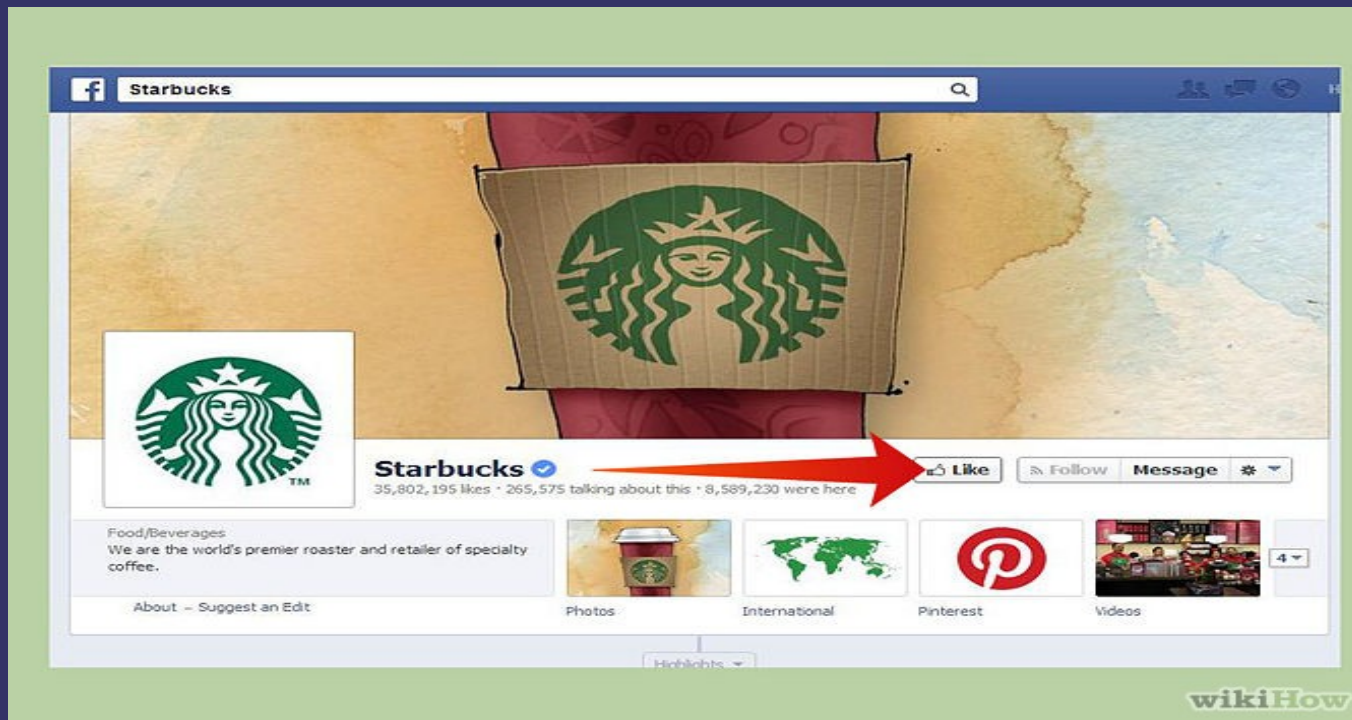 f Starbucks
H
TM
Starbucks
Like Follow Message
35,802,195 likes · 265,575 talking about this · 8,589,230 were here
Food/Beverages
We are the world's premier roaster and retailer of specialty
coffee.
4
About – Suggest an Edit
Photos International Pinterest Videos
Highlights
wikiHow